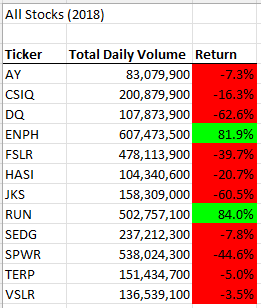 All Stocks (2018)
Ticker Total Daily Volume Return
AY 83,079,900 -7.3%
CSIQ 200,879,900 -16.3%
DQ 107,873,900 -62.6%
ENPH 607,473,500 81.9%
FSLR 478,113,900 -39.7%
HASI 104,340,600 -20.7%
JKS 158,309,000 -60.5%
RUN 502,757,100 84.0%
SEDG 237,212,300 -7.8%
SPWR 538,024,300 -44.6%
TERP 151,434,700 -5.0%
VSLR 136,539,100 -3.5%